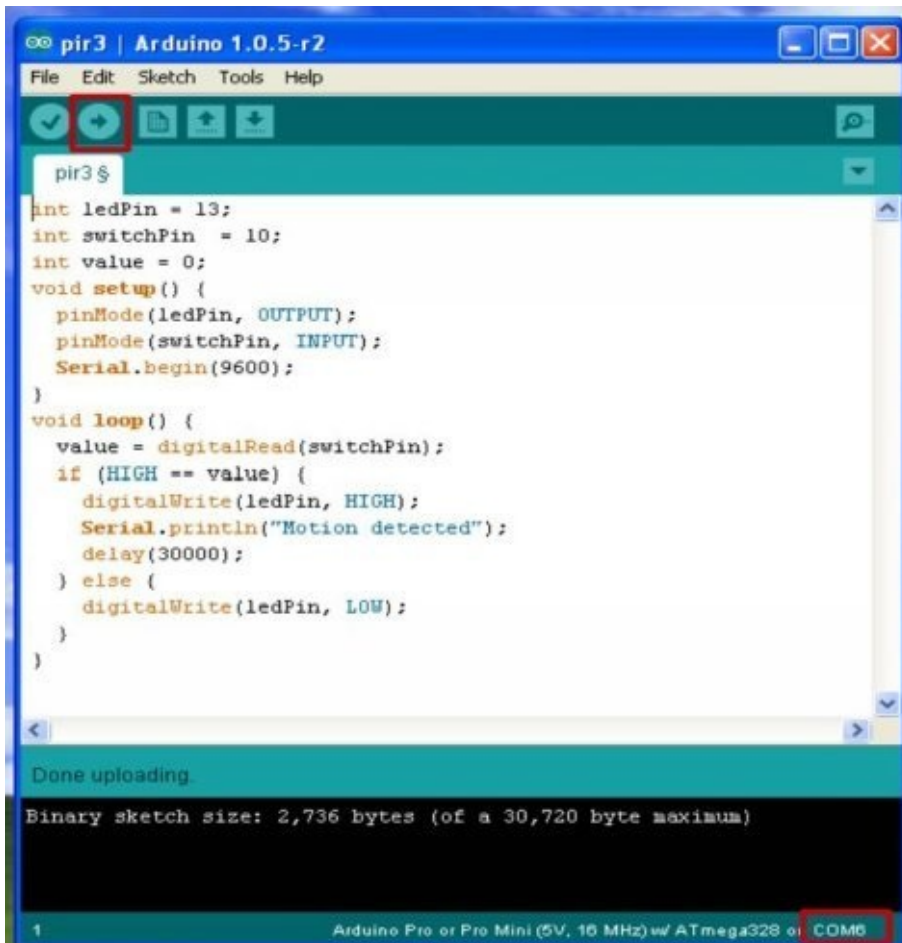 pir3 | Arduino 1.0.5-r2
File Edit Sketch Tools Help
pir3 §
int ledPin = 13;
int switchPin  = 10;
int value = 0;
void setup() {
  pinMode(ledPin, OUTPUT);
  pinMode(switchPin, INPUT);
  Serial.begin(9600);
}
void loop() {
  value = digitalRead(switchPin);
  if (HIGH == value) {
    digitalWrite(ledPin, HIGH);
    Serial.println("Motion detected");
    delay(30000);
  } else {
    digitalWrite(ledPin, LOW);
  }
}
Done uploading.
Binary sketch size: 2,736 bytes (of a 30,720 byte maximum)
1 Arduino Pro or Pro Mini (5V, 16 MHz) w/ ATmega328 on COM6